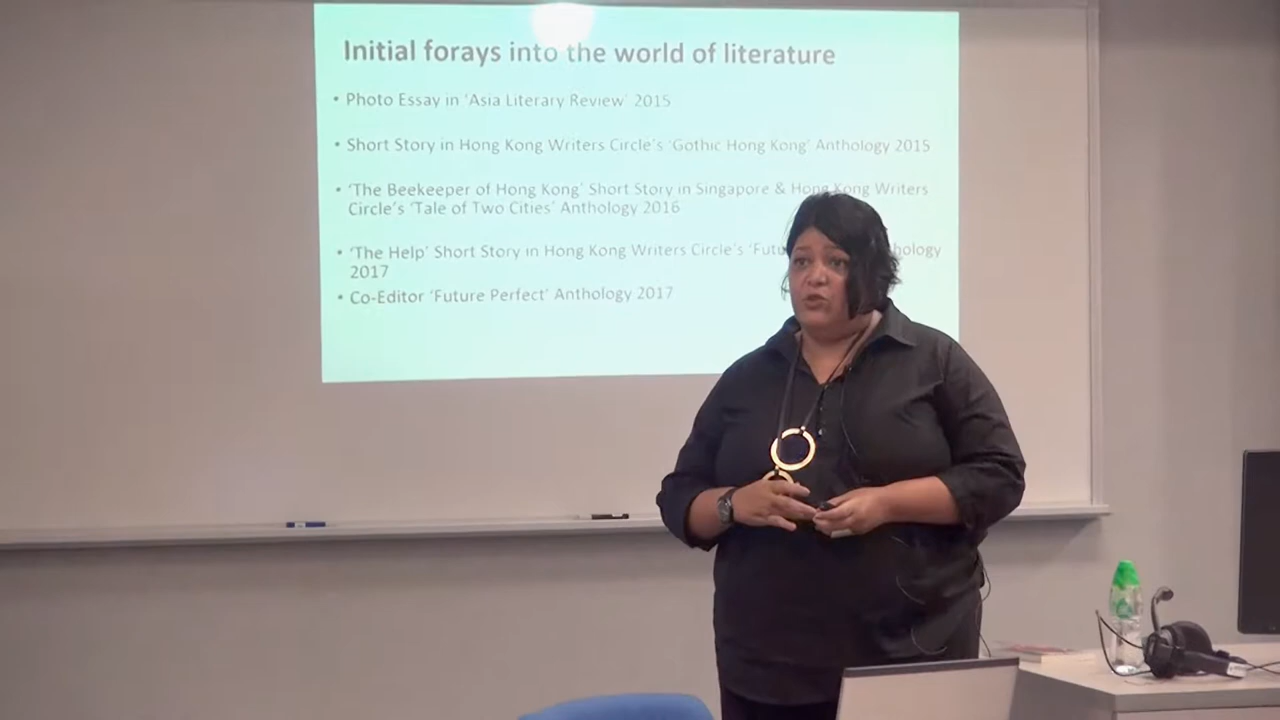 Initial forays into the world of literature
• Photo Essay in 'Asia Literary Review' 2015
• Short Story in Hong Kong Writers Circle's 'Gothic Hong Kong' Anthology 2015
• 'The Beekeeper of Hong Kong' Short Story in Singapore & Hong Kong Writers
Circle's 'Tale of Two Cities' Anthology 2016
• 'The Help' Short Story in Hong Kong Writers Circle's
2017
• Co-Editor 'Future Perfect' Anthology 2017